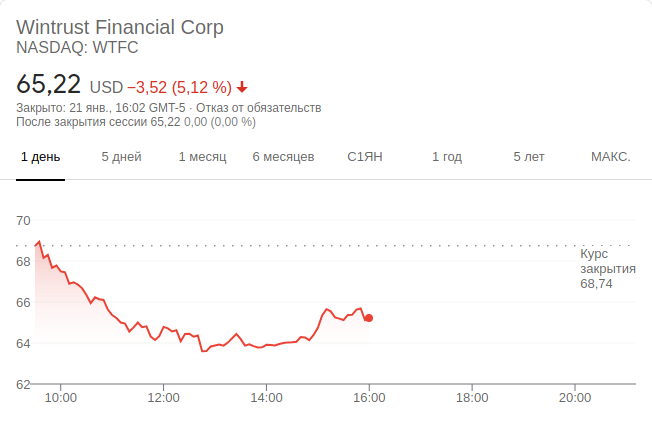 Wintrust Financial Corp
NASDAQ: WTFC
65,22 USD −3,52 (5,12 %)
Закрыто: 21 янв., 16:02 GMT-5 · Отказ от обязательств
После закрытия сессии 65,22 0,00 (0,00 %)
1 день 5 дней 1 месяц 6 месяцев С1ЯН 1 год 5 лет МАКС.
70
Курс
закрытия
68
68,74
66
64
62
10:00 12:00 14:00 16:00 18:00 20:00